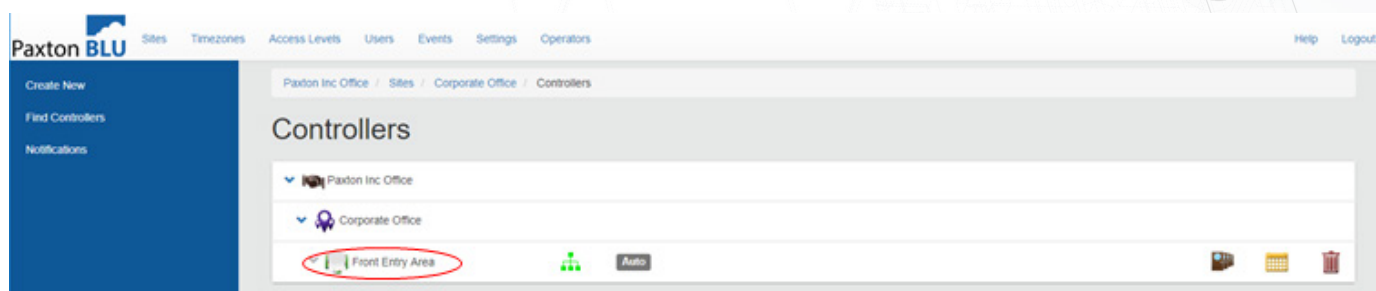 Paxton BLU Sites Timezones Access Levels Users Events Settings Operators Help Logout
Create New
Find Controllers
Notifications
Paxton Inc Office / Sites / Corporate Office / Controllers
Controllers
Paxton Inc Office
Corporate Office
Front Entry Area Auto